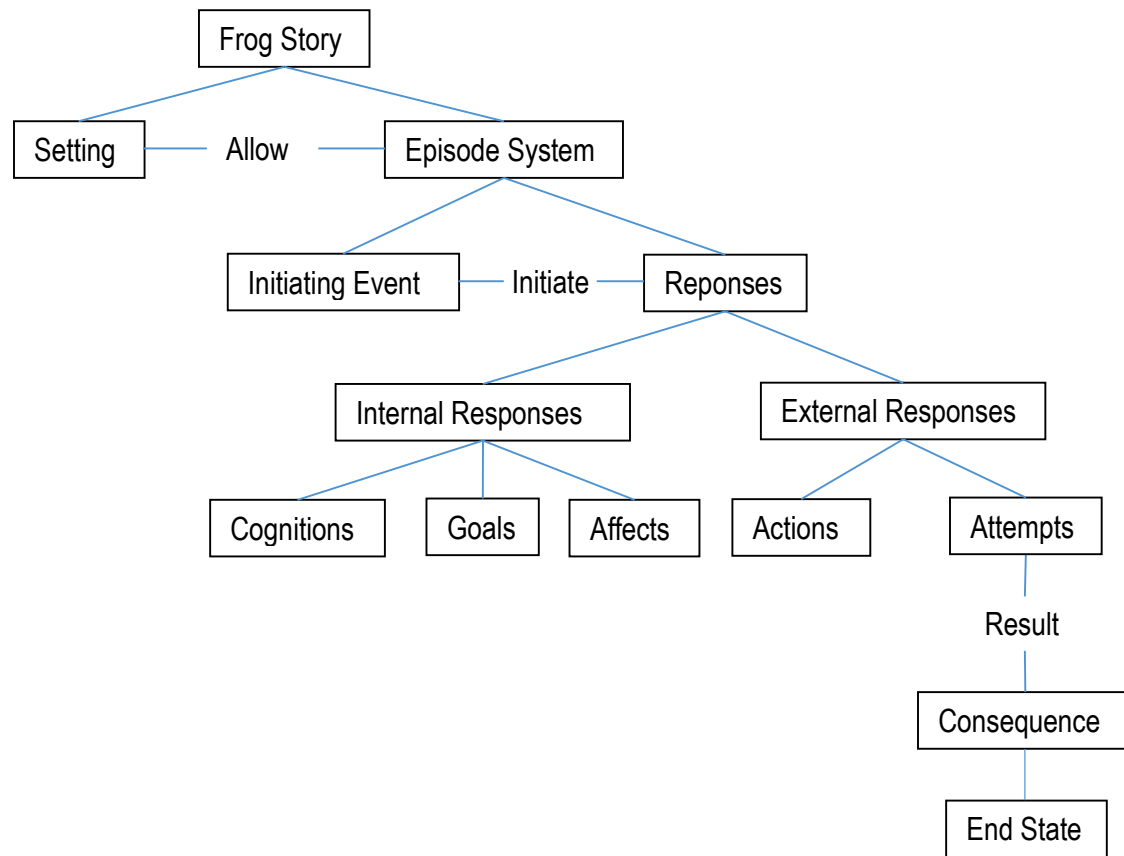 Frog Story
Setting
Allow
Episode System
Initiating Event
Initiate
Reponses
Internal Responses
External Responses
Cognitions
Goals
Affects
Actions
Attempts
Result
Consequence
End State